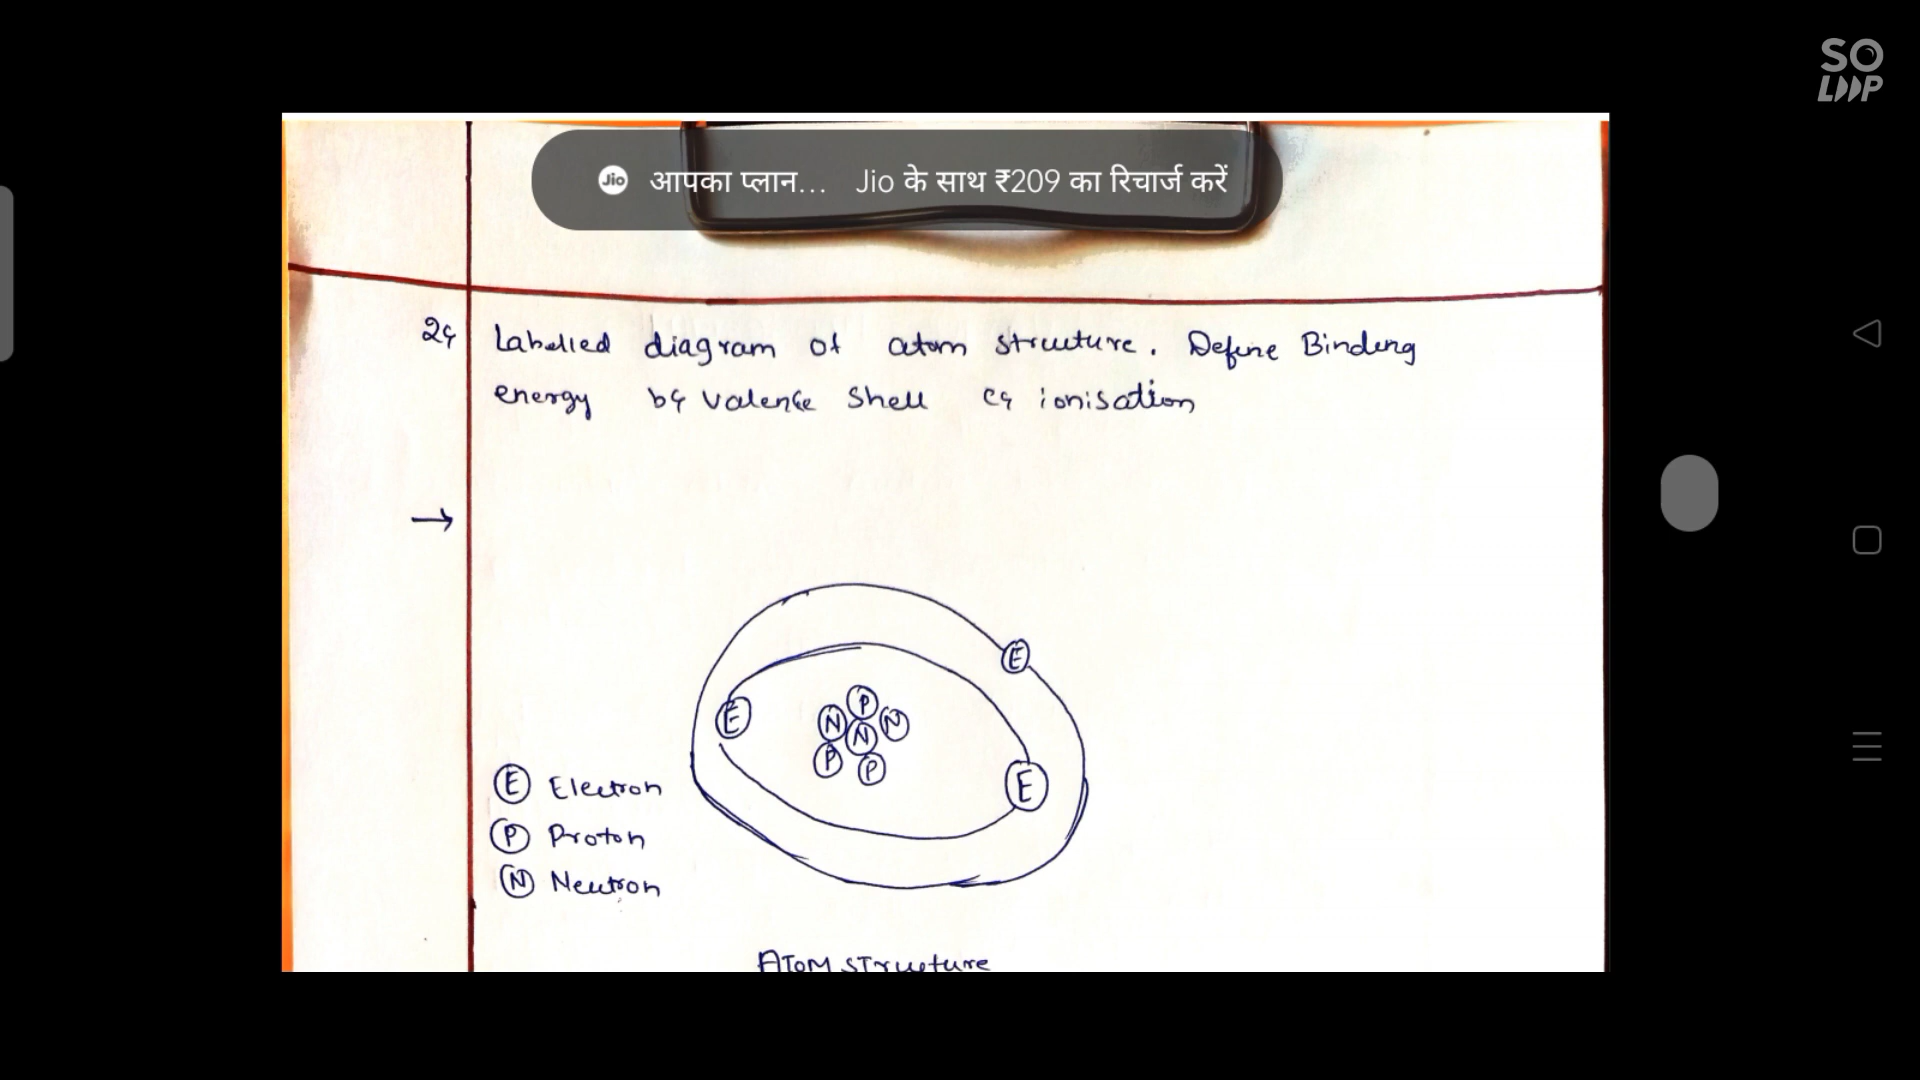 SO
LOOP
Jio आपका प्लान... Jio के साथ ₹209 का रिचार्ज करें
2) Labelled diagram of atom structure. Define Binding
energy b) Valence Shell c) ionisation
→
E
P
N N
N
E
P P
E
E Electron
P Proton
N Neutron
ATOM STructure